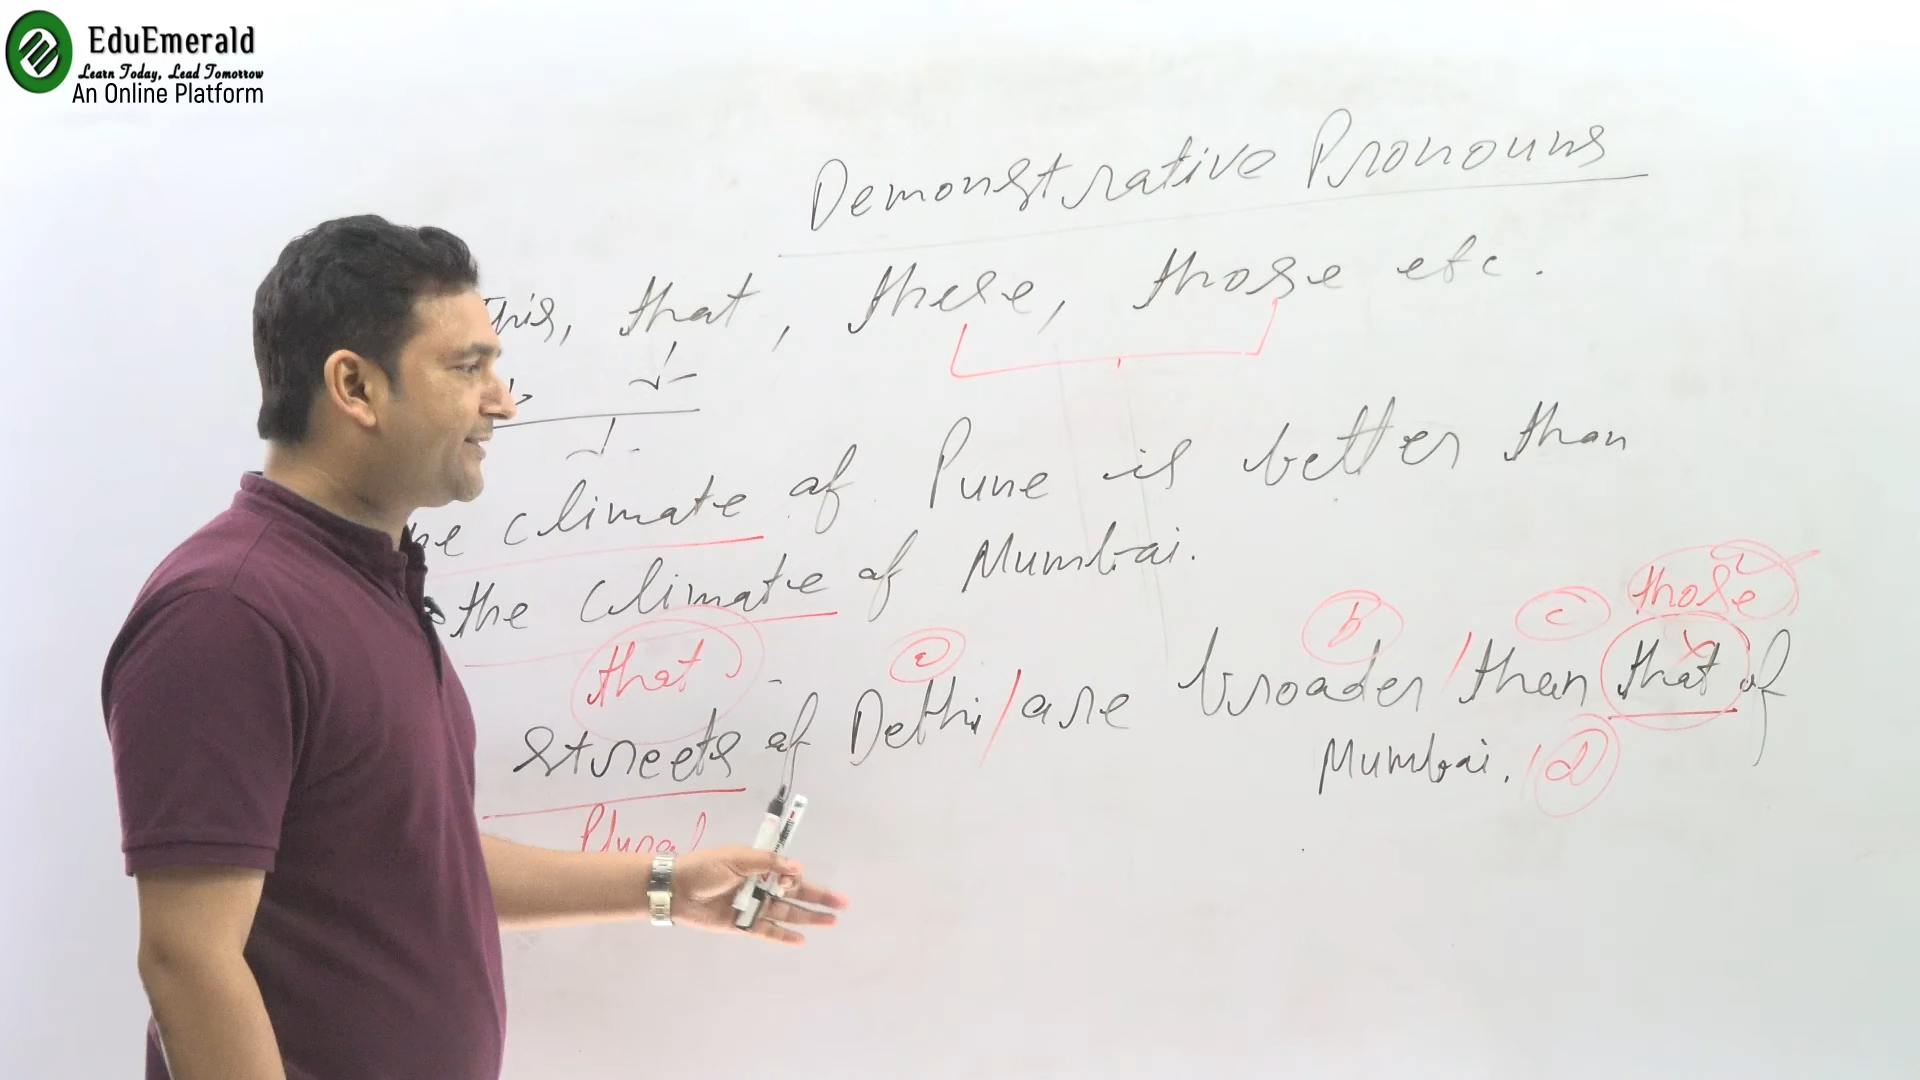 EduEmerald
Learn Today, Lead Tomorrow
An Online Platform
Demonstrative Pronouns
This, that, these, those etc.
he climate of Pune is better than
the climate of Mumbai.
that
those
a b c
streets of Delhi / are broader / than that of
Mumbai. / d
Plural